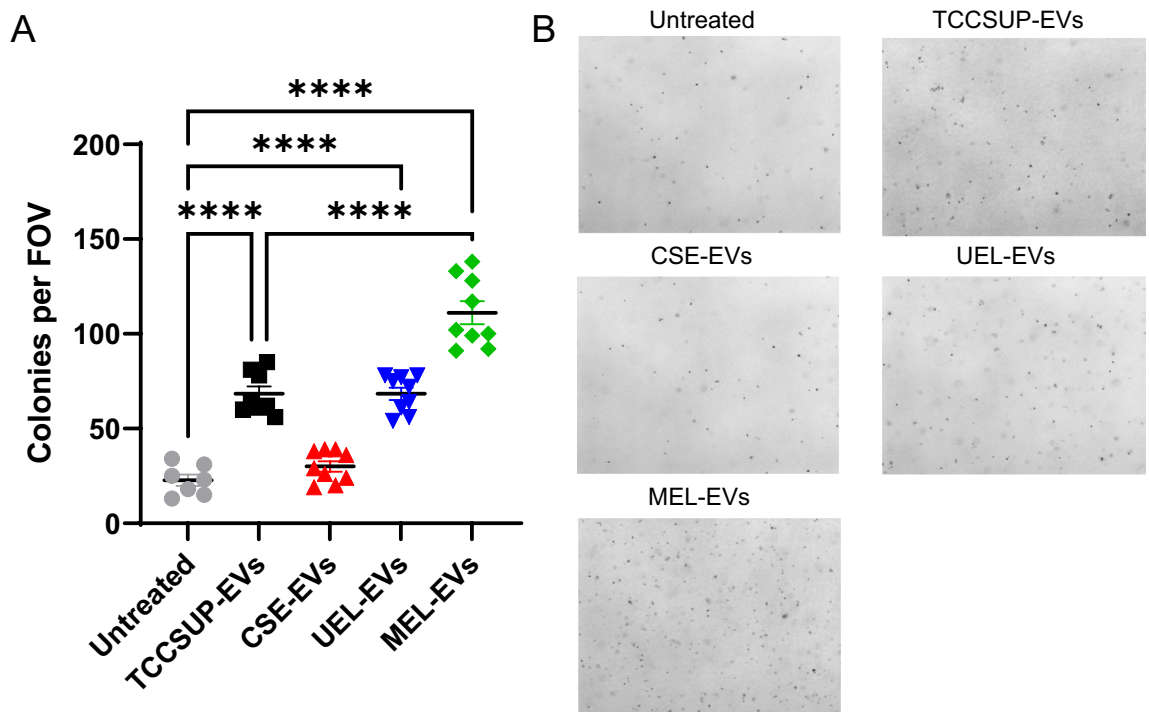 A
****
****
**** ****
200
150
100
50
0
Colonies per FOV
Untreated
TCCSUP-EVs
CSE-EVs
UEL-EVs
MEL-EVs
B
Untreated
TCCSUP-EVs
CSE-EVs
UEL-EVs
MEL-EVs